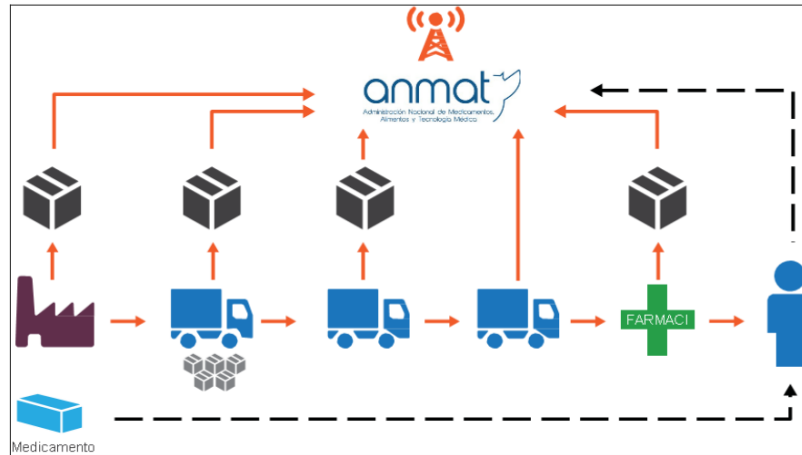 anmat
Administración Nacional de Medicamentos,
Alimentos y Tecnología Médica
FARMACI
Medicamento